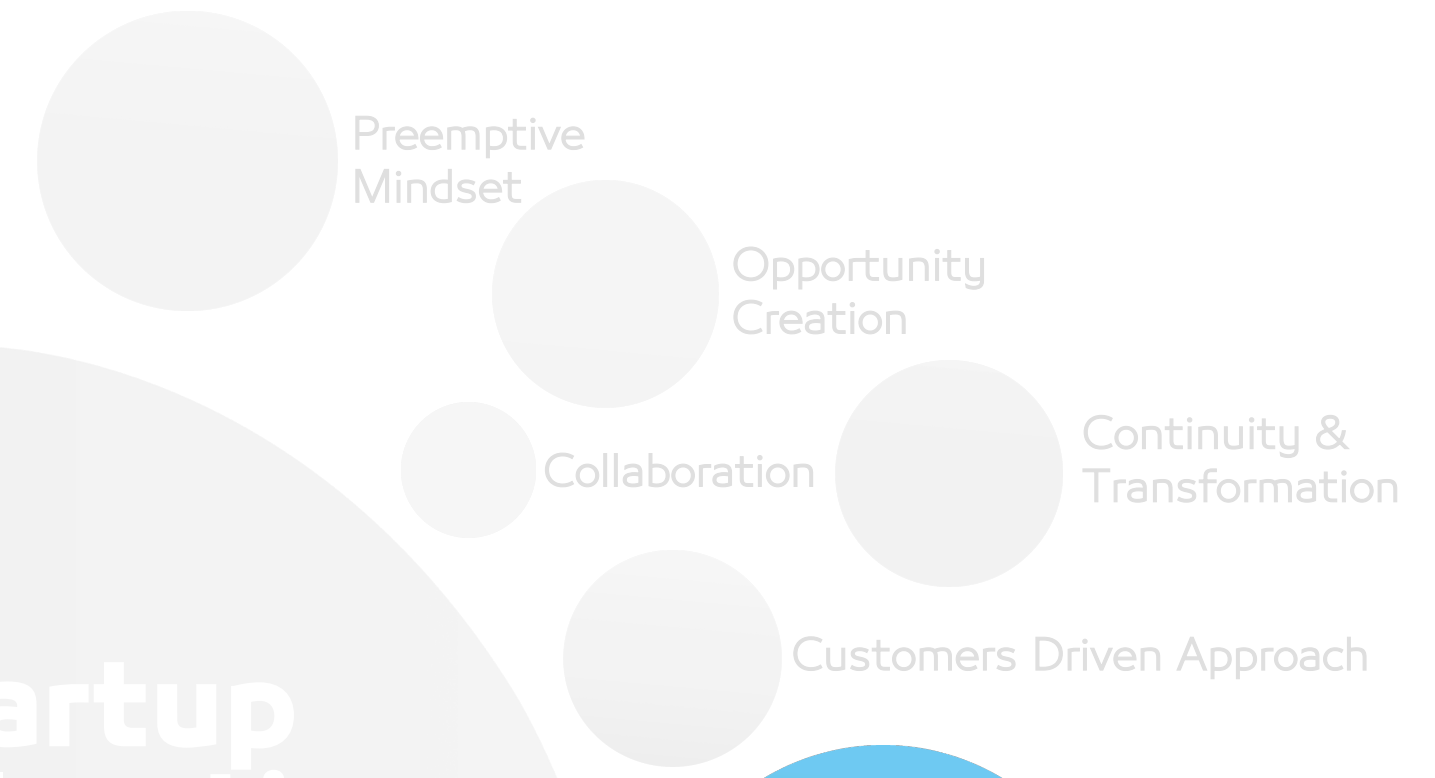 Preemptive
Mindset
Opportunity
Creation
Collaboration
Continuity &
Transformation
Customers Driven Approach
artup